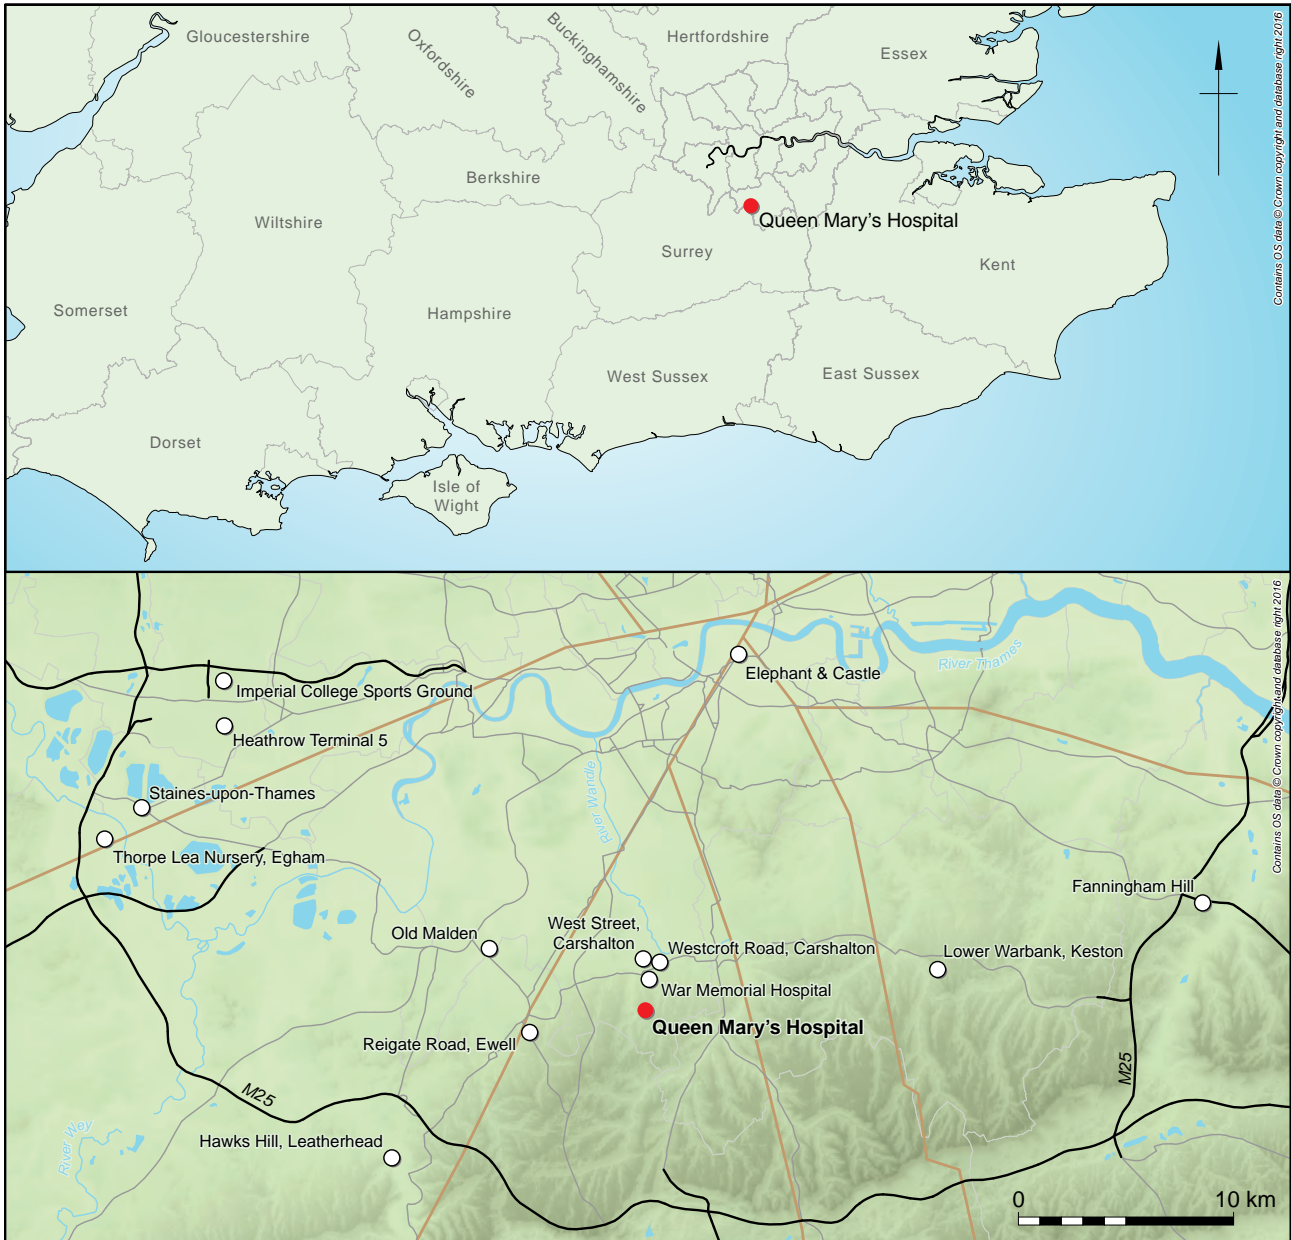 Gloucestershire
Oxfordshire
Buckinghamshire
Hertfordshire
Essex
Berkshire
Wiltshire
Queen Mary's Hospital
Surrey
Kent
Somerset
Hampshire
West Sussex
East Sussex
Dorset
Isle of
Wight
Contains OS data © Crown copyright and database right 2016
Elephant & Castle
River Thames
Imperial College Sports Ground
Heathrow Terminal 5
Staines-upon-Thames
River Wandle
Thorpe Lea Nursery, Egham
Fanningham Hill
West Street,
Carshalton
Old Malden
Westcroft Road, Carshalton
Lower Warbank, Keston
War Memorial Hospital
Queen Mary's Hospital
Reigate Road, Ewell
M25
M25
Hawks Hill, Leatherhead
River Wey
0 10 km
Contains OS data © Crown copyright and database right 2016